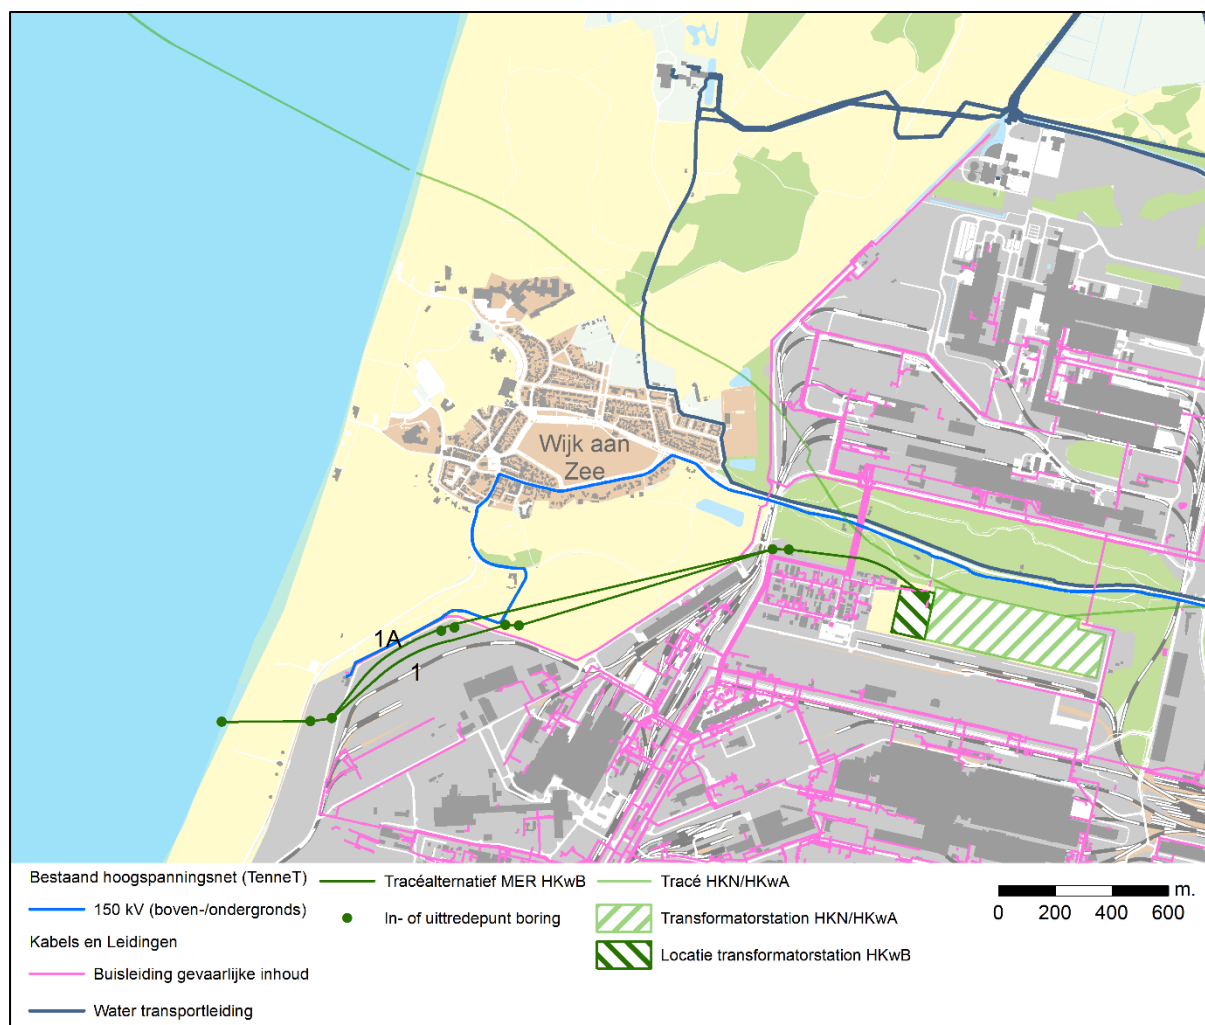 Wijk aan
Zee
1A
1
Bestaand hoogspanningsnet (TenneT)
150 kV (boven-/ondergronds)
Kabels en Leidingen
Buisleiding gevaarlijke inhoud
Water transportleiding
Tracéalternatief MER HKwB
In- of uittredepunt boring
Tracé HKN/HKwA
Transformatorstation HKN/HKwA
Locatie transformatorstation HKwB
m.
0 200 400 600